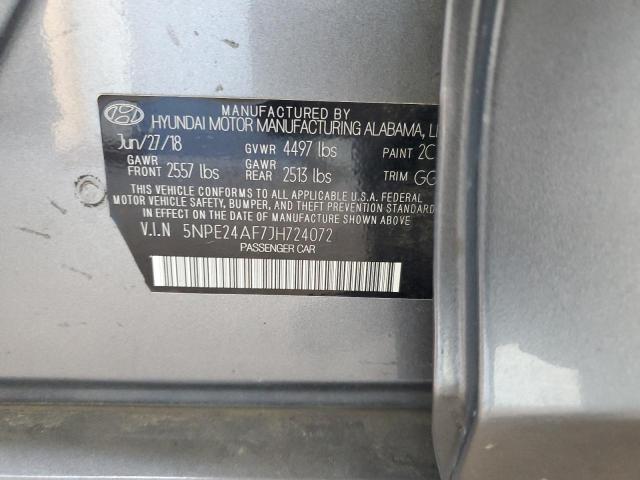 MANUFACTURED BY
HYUNDAI MOTOR MANUFACTURING ALABAMA,
Jun/27/18 GVWR 4497 lbs PAINT 2C
GAWR FRONT 2557 lbs GAWR REAR 2513 lbs TRIM GG
THIS VEHICLE CONFORMS TO ALL APPLICABLE U.S.A. FEDERAL
MOTOR VEHICLE SAFETY, BUMPER, AND THEFT PREVENTION
STANDARDS IN EFFECT ON THE DATE OF MANUFACTURE SHOWN ABOVE
V.I.N 5NPE24AF7JH724072
PASSENGER CAR